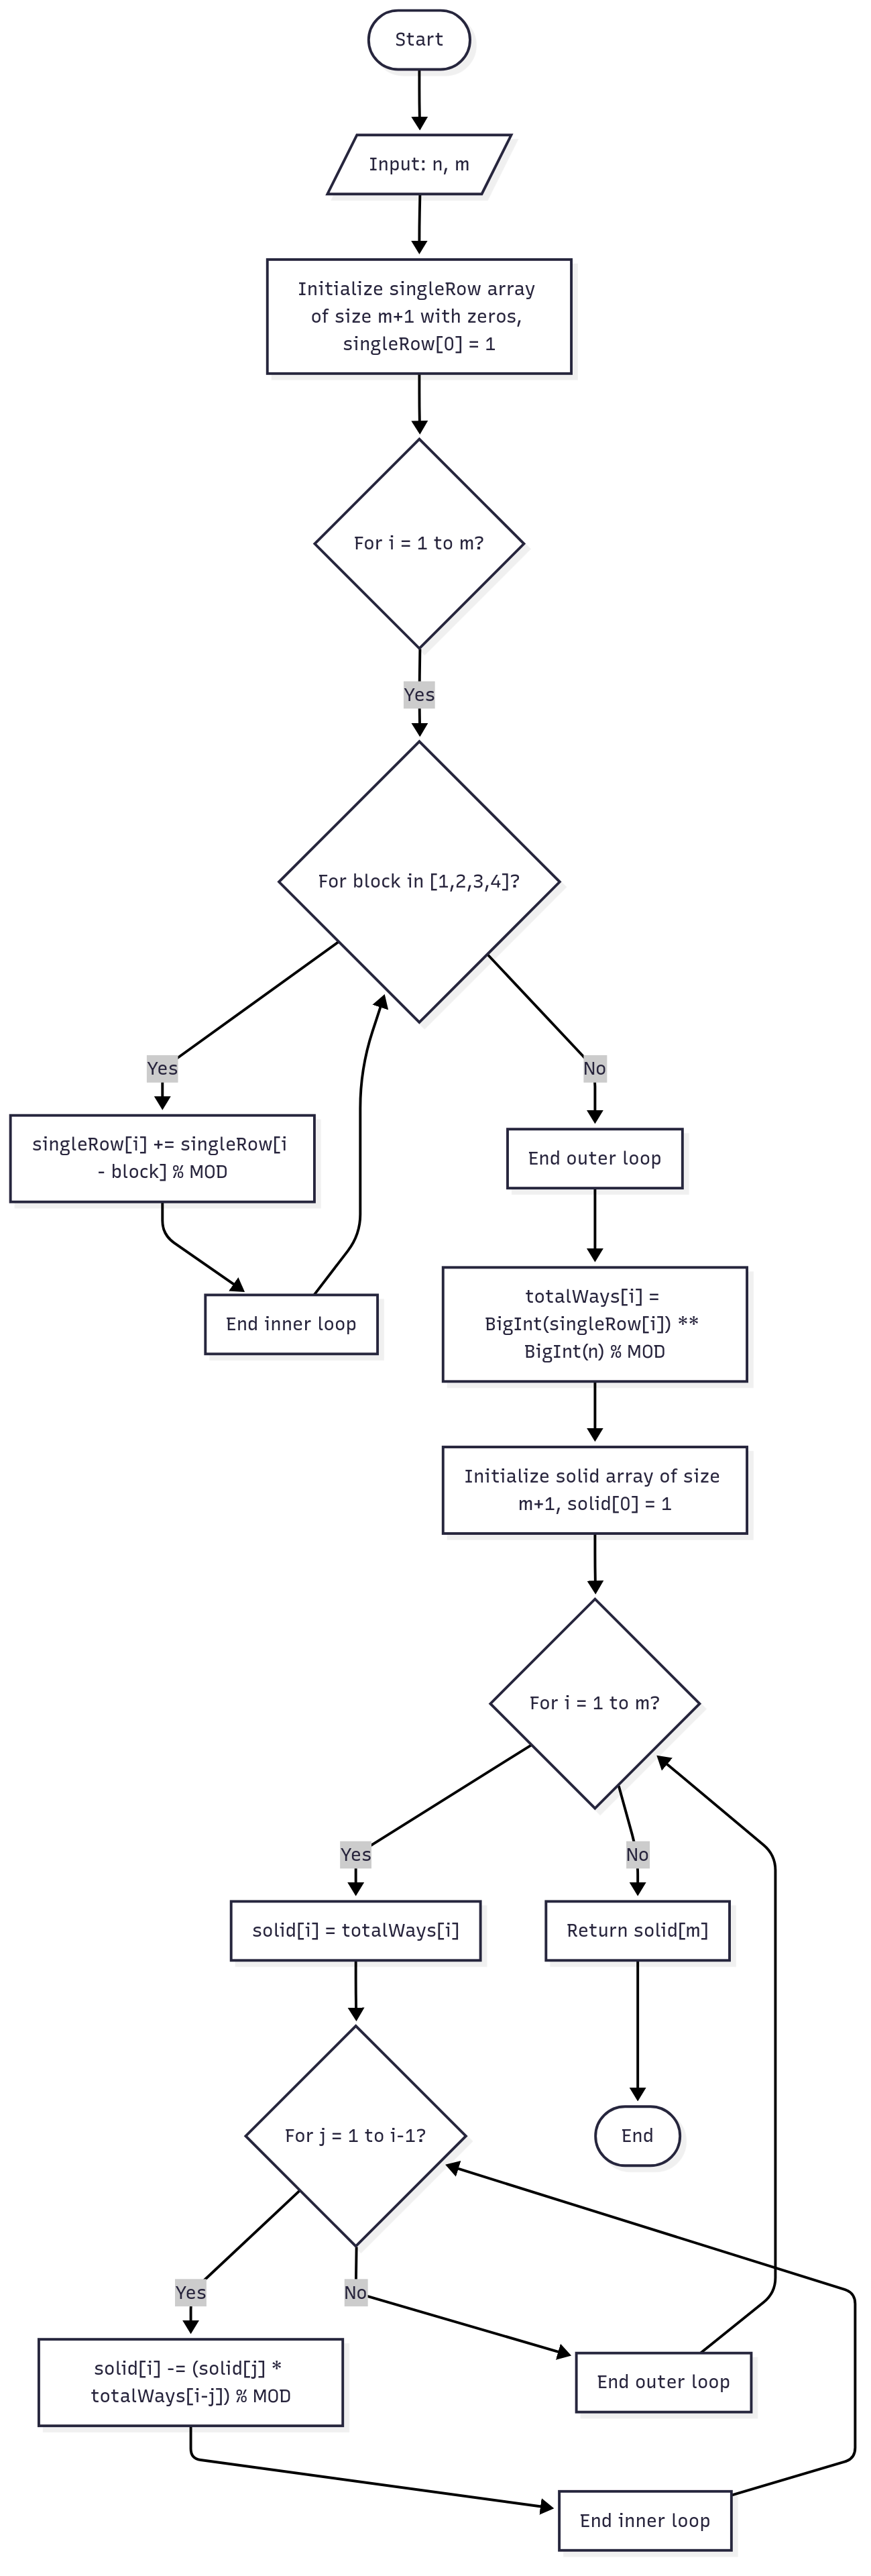 Start
Input: n, m
Initialize singleRow array
of size m+1 with zeros,
singleRow[0] = 1
For i = 1 to m?
Yes
For block in [1,2,3,4]?
Yes
No
singleRow[i] += singleRow[i
- block] % MOD
End outer loop
End inner loop
totalWays[i] =
BigInt(singleRow[i]) **
BigInt(n) % MOD
Initialize solid array of size
m+1, solid[0] = 1
For i = 1 to m?
Yes
No
solid[i] = totalWays[i]
Return solid[m]
For j = 1 to i-1?
End
Yes
No
solid[i] -= (solid[j] *
totalWays[i-j]) % MOD
End outer loop
End inner loop